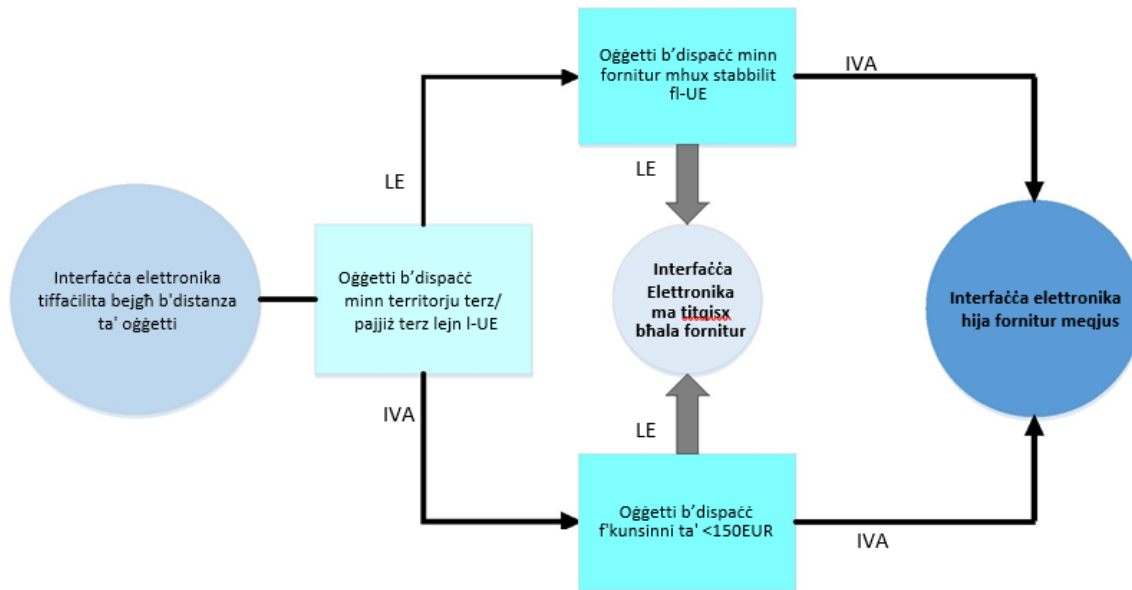 Interfaċċa elettronika
tiffaċilita bejgħ b'distanza
ta' oġġetti
LE
IVA
Oġġetti b'dispaċċ
minn territorju terz/
pajjiż terz lejn l-UE
Oġġetti b'dispaċċ minn
fornitur mhux stabbilit
fl-UE
IVA
LE
Interfaċċa
Elettronika
ma titqisx
bħala fornitur
LE
Oġġetti b'dispaċċ
f'kunsinni ta' <150EUR
IVA
Interfaċċa elettronika
hija fornitur meqjus